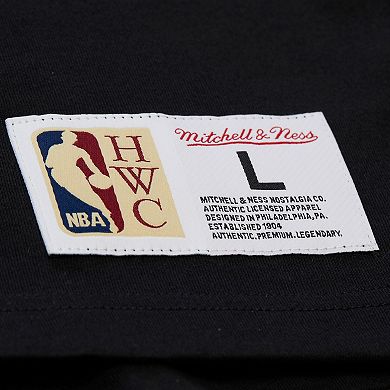 NBA
H
W
C
Mitchell & Ness
L
MITCHELL & NESS NOSTALGIA CO.
AUTHENTIC LICENSED APPAREL
DESIGNED IN PHILADELPHIA, PA.
ESTABLISHED 1904
AUTHENTIC. PREMIUM. LEGENDARY.